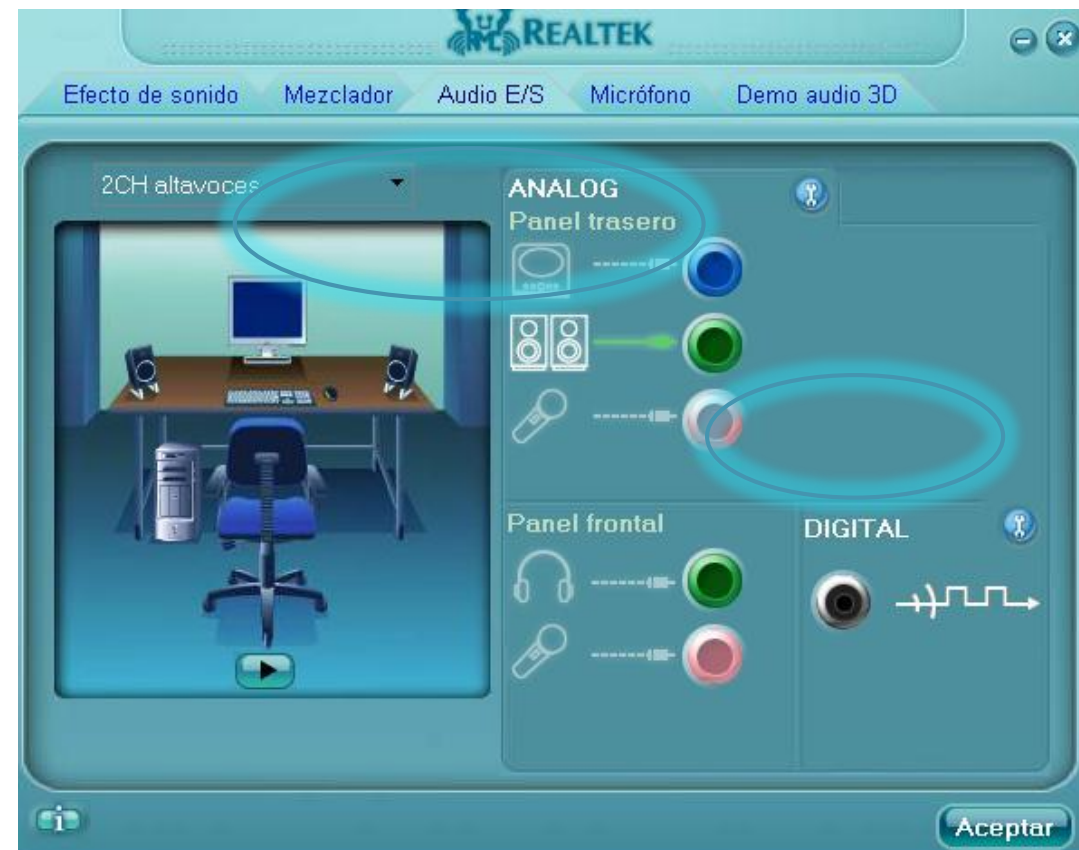 REALTEK
Efecto de sonido
Mezclador
Audio E/S
Micrófono
Demo audio 3D
2CH altavoces
ANALOG
Panel trasero
Panel frontal
DIGITAL
i
Aceptar